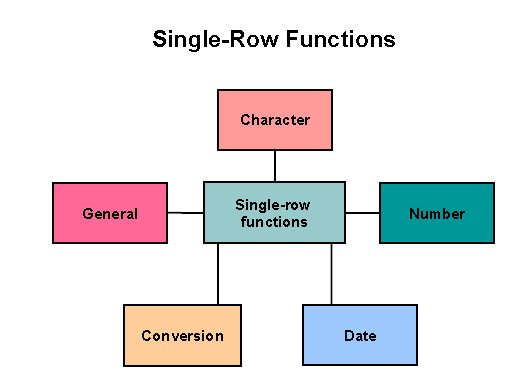 Single-Row Functions
Character
General
Single-row
functions
Number
Conversion
Date